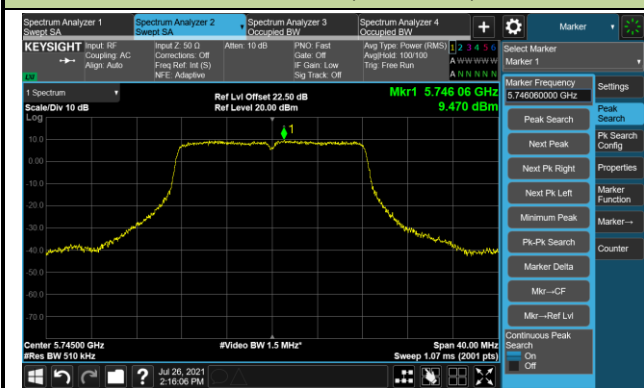 Spectrum Analyzer 1
Swept SA
Spectrum Analyzer 2
Swept SA
Spectrum Analyzer 3
Occupied BW
Spectrum Analyzer 4
Occupied BW
+
Marker
KEYSIGHT
Input: RF
Coupling: AC
Align: Auto
Input Z: 50 Ω
Corrections: Off
Freq Ref: Int (S)
NFE: Adaptive
Atten: 10 dB
PNO: Fast
Gate: Off
IF Gain: Low
Sig Track: Off
Avg Type: Power (RMS)
Avg|Hold: 100/100
Trig: Free Run
1 2 3 4 5 6
A W W W W W
A N N N N N
Select Marker
Marker 1
1 Spectrum
Scale/Div 10 dB
Log
Ref Lvl Offset 22.50 dB
Ref Level 20.00 dBm
Mkr1 5.746 06 GHz
9.470 dBm
1
10.0
0.00
-10.0
-20.0
-30.0
-40.0
-50.0
-60.0
-70.0
Center 5.74500 GHz
#Res BW 510 kHz
#Video BW 1.5 MHz*
Span 40.00 MHz
Sweep 1.07 ms (2001 pts)
Marker Frequency
5.746060000 GHz
Peak Search
Next Peak
Next Pk Right
Next Pk Left
Minimum Peak
Pk-Pk Search
Marker Delta
Mkr→CF
Mkr→Ref Lvl
Continuous Peak
Search
On
Off
Settings
Peak
Search
Pk Search
Config
Properties
Marker
Function
Marker→
Counter
?
Jul 26, 2021
2:16:06 PM